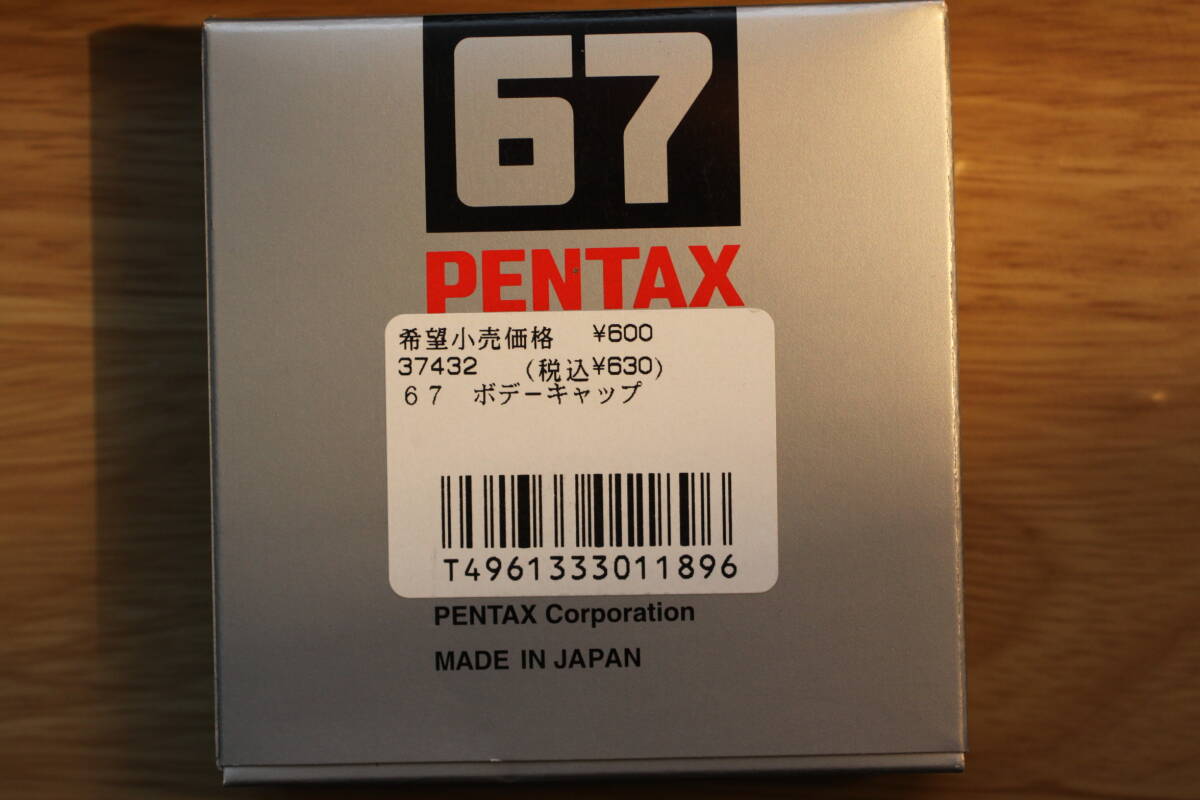 67
PENTAX
希望小売価格 ¥600
37432 (税込¥630)
67 ボデーキャップ
T4961333011896
PENTAX Corporation
MADE IN JAPAN